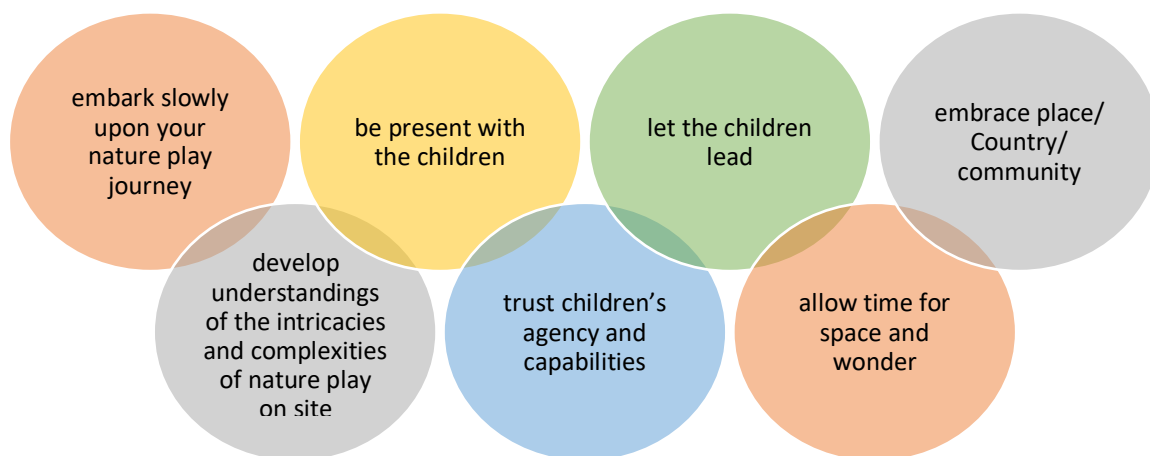 embark slowly
upon your
nature play
journey
develop
understandings
of the intricacies
and complexities
of nature play
on site
be present with
the children
trust children’s
agency and
capabilities
let the children
lead
allow time for
space and
wonder
embrace place/
Country/
community